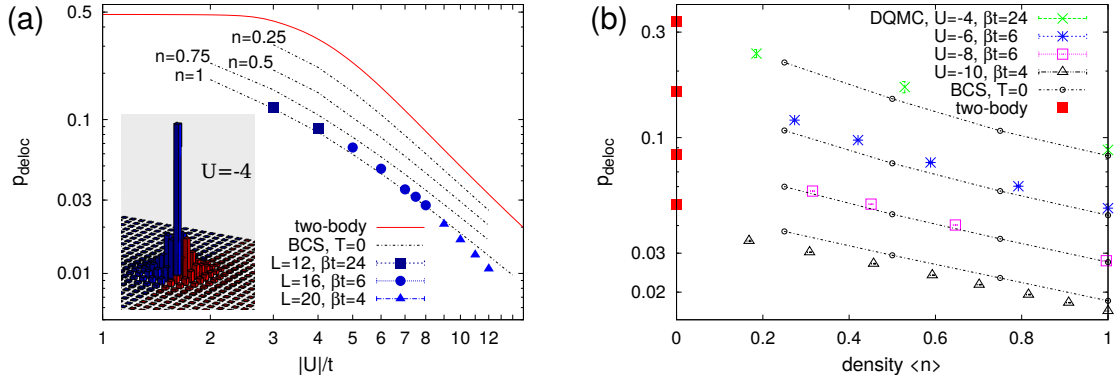 (a)
0.5
0.1
0.01
p_deloc
n=0.25
n=0.75
n=0.5
n=1
U=-4
two-body
BCS, T=0
L=12, βt=24
L=16, βt=6
L=20, βt=4
1 2 3 4 5 6 7 8 10 12
|U|/t
(b)
0.3
0.1
0.03
0.02
p_deloc
DQMC, U=-4, βt=24
U=-6, βt=6
U=-8, βt=6
U=-10, βt=4
BCS, T=0
two-body
0 0.2 0.4 0.6 0.8 1
density <n>